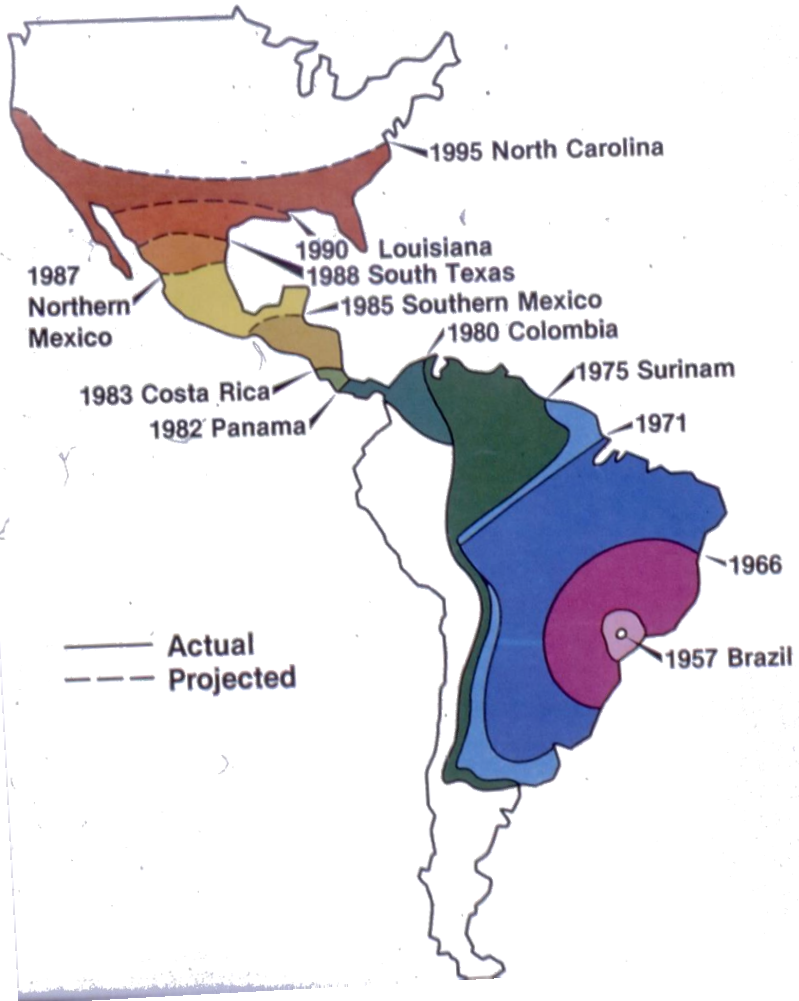 1995 North Carolina
1990 Louisiana
1988 South Texas
1987
Northern
Mexico
1985 Southern Mexico
1980 Colombia
1975 Surinam
1983 Costa Rica
1982 Panama
1971
1966
Actual
Projected
1957 Brazil